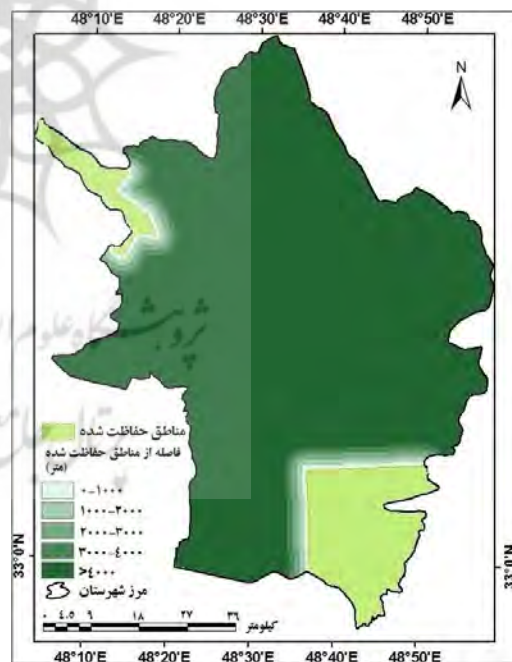 48°10'E 48°20'E 48°30'E 48°40'E 48°50'E
N
مناطق حفاظت شده
فاصله از مناطق حفاظت شده
(متر)
۰-۱۰۰۰
۱۰۰۰-۲۰۰۰
۲۰۰۰-۳۰۰۰
۳۰۰۰-۴۰۰۰
>۴۰۰۰
مرز شهرستان
۰ ۴.۵ ۹ ۱۸ ۲۷ ۳۶
کیلومتر
33°0'N
33°0'N
48°10'E 48°20'E 48°30'E 48°40'E 48°50'E